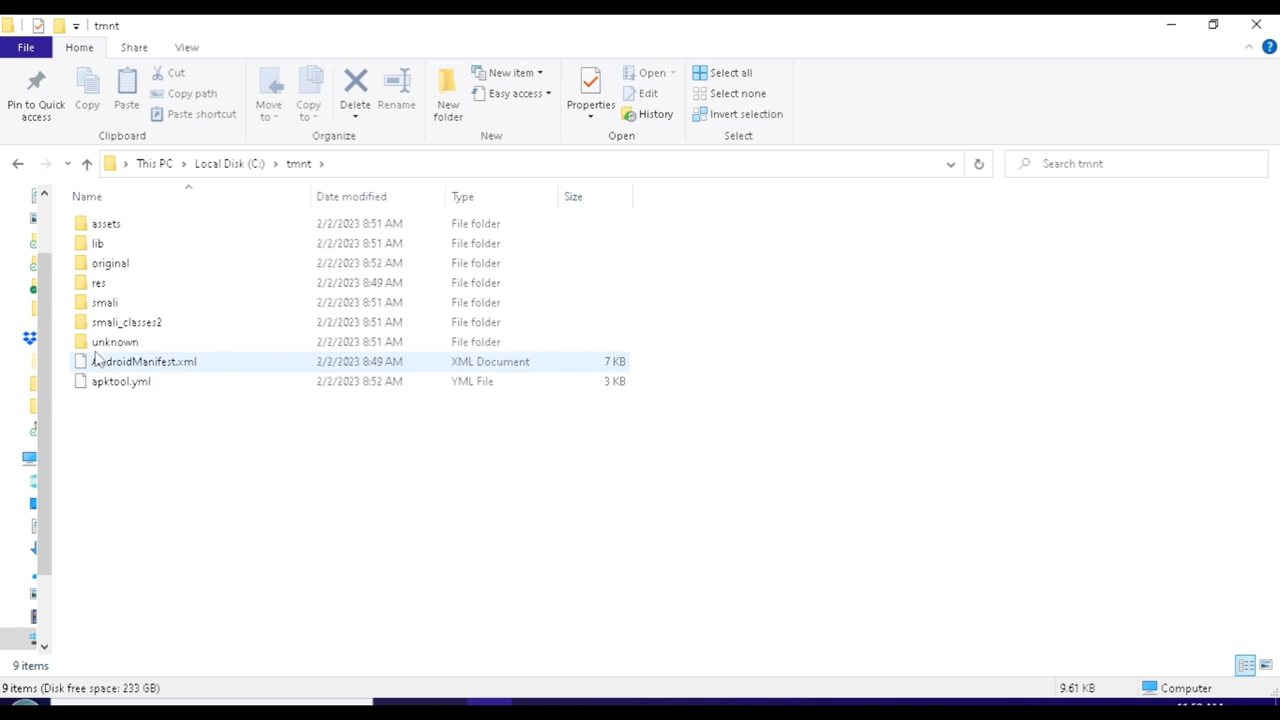 tmnt
File Home Share View
Pin to Quick access
Copy
Paste
Cut
Copy path
Paste shortcut
Clipboard
Move to
Copy to
Delete
Rename
Organize
New folder
New item
Easy access
New
Properties
Open
Edit
History
Open
Select all
Select none
Invert selection
Select
This PC Local Disk (C:) tmnt
Search tmnt
Name Date modified Type Size
assets 2/2/2023 8:51 AM File folder
lib 2/2/2023 8:51 AM File folder
original 2/2/2023 8:52 AM File folder
res 2/2/2023 8:49 AM File folder
smali 2/2/2023 8:51 AM File folder
smali_classes2 2/2/2023 8:51 AM File folder
unknown 2/2/2023 8:51 AM File folder
AndroidManifest.xml 2/2/2023 8:49 AM XML Document 7 KB
apktool.yml 2/2/2023 8:52 AM YML File 3 KB
9 items
9 items (Disk free space: 233 GB) 9.61 KB Computer